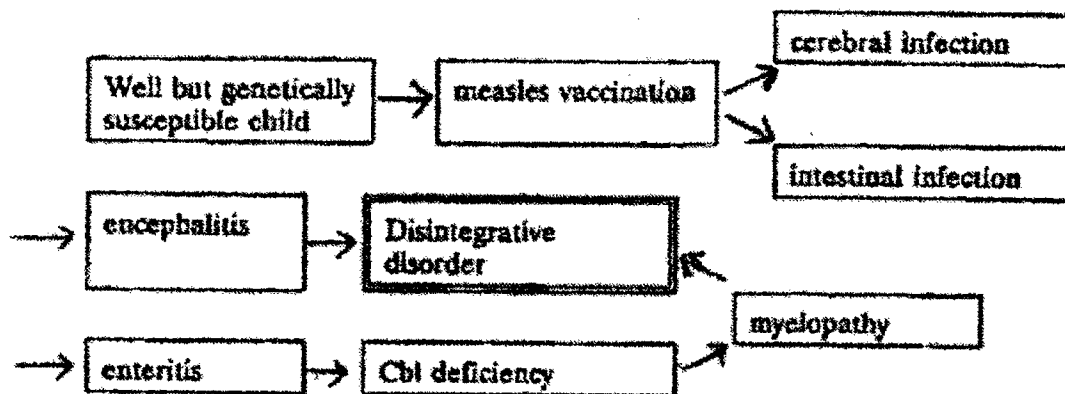 cerebral infection
Well but genetically
susceptible child
measles vaccination
intestinal infection
encephalitis
Disintegrative
disorder
myelopathy
enteritis
Cbl deficiency